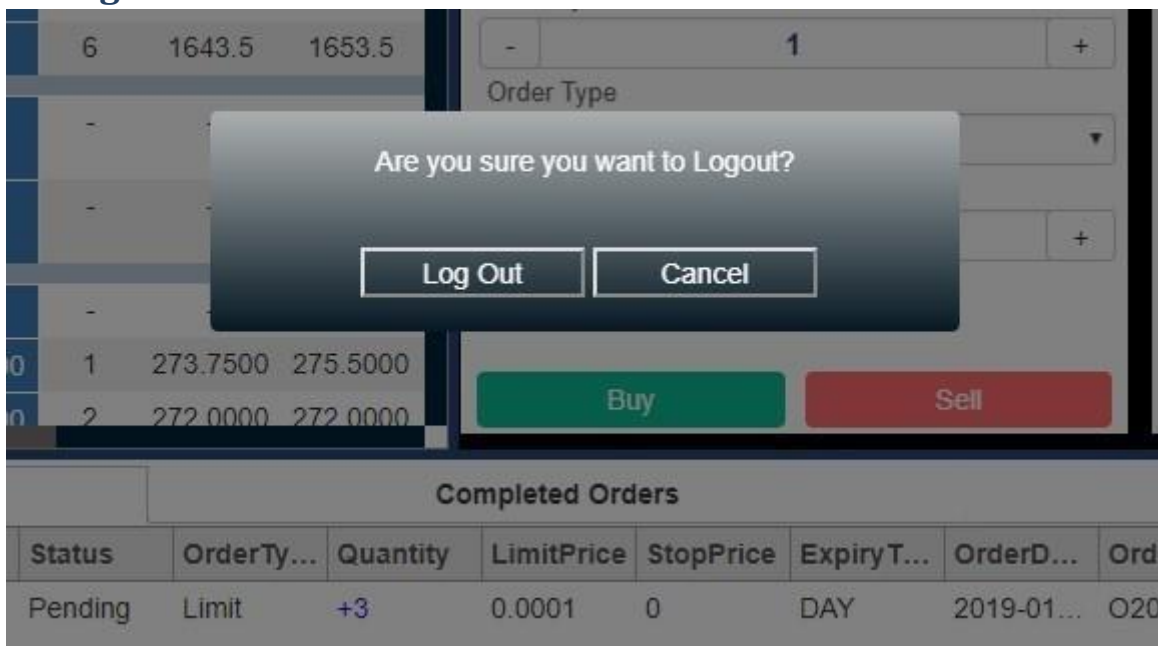 6 1643.5 1653.5 - 1 +
Order Type
-
Are you sure you want to Logout?
- +
Log Out Cancel
-
1 273.7500 275.5000
Buy Sell
2 272.0000 272.0000
Completed Orders
Status OrderTy... Quantity LimitPrice StopPrice ExpiryT... OrderD... Ord
Pending Limit +3 0.0001 0 DAY 2019-01... O20